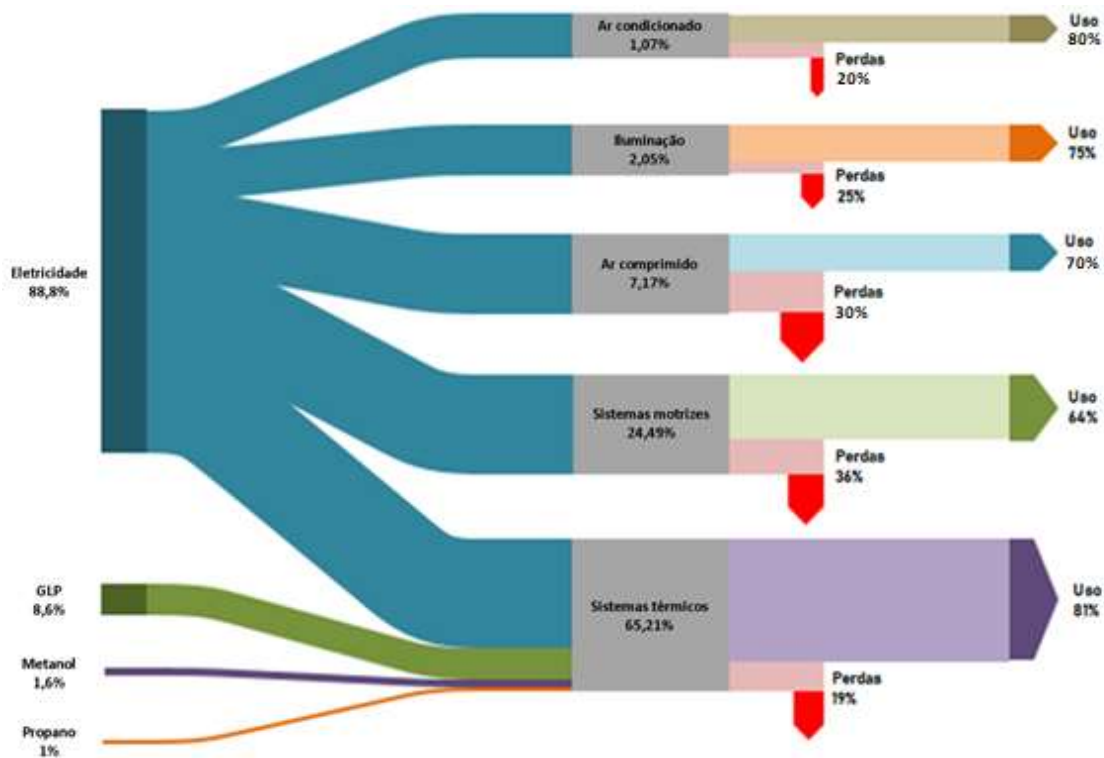 Ar condicionado
1,07%
Uso
80%
Perdas
20%
Iluminação
2,05%
Uso
75%
Perdas
25%
Eletricidade
88,8%
Ar comprimido
7,17%
Uso
70%
Perdas
30%
Sistemas motrizes
24,49%
Uso
64%
Perdas
36%
GLP
8,6%
Sistemas térmicos
65,21%
Uso
81%
Metanol
1,6%
Perdas
19%
Propano
1%